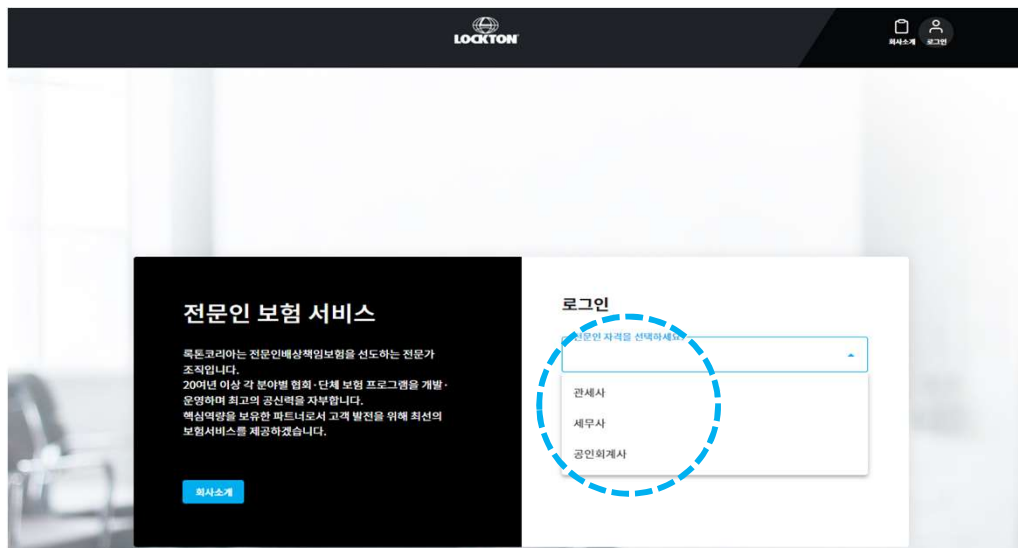 LOCKTON
회사소개 로그인
전문인 보험 서비스
록톤코리아는 전문인배상책임보험을 선도하는 전문가
조직입니다.
20여년 이상 각 분야별 협회·단체 보험 프로그램을 개발·
운영하며 최고의 공신력을 자부합니다.
핵심역량을 보유한 파트너로서 고객 발전을 위해 최선의
보험서비스를 제공하겠습니다.
회사소개
로그인
전문인 자격을 선택하세요
관세사
세무사
공인회계사